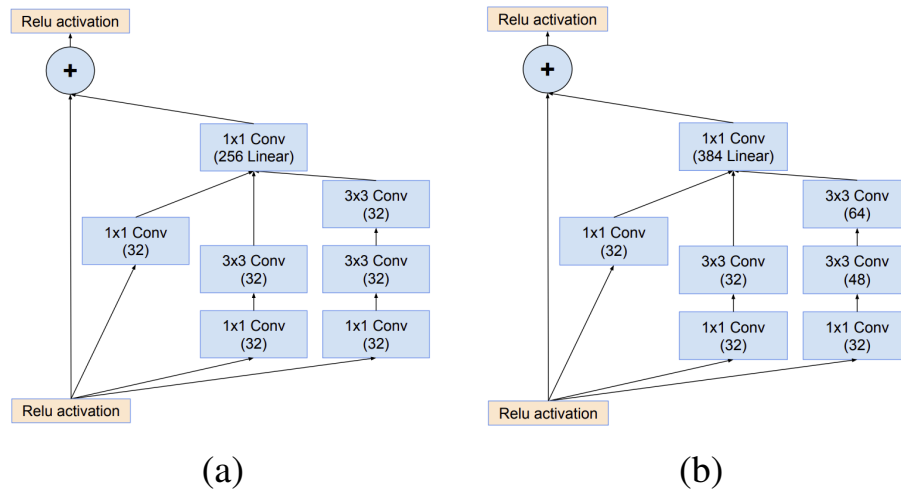 Relu activation
+
1x1 Conv
(256 Linear)
3x3 Conv
(32)
1x1 Conv
(32)
3x3 Conv
(32)
3x3 Conv
(32)
1x1 Conv
(32)
1x1 Conv
(32)
Relu activation
(a)
Relu activation
+
1x1 Conv
(384 Linear)
3x3 Conv
(64)
1x1 Conv
(32)
3x3 Conv
(32)
3x3 Conv
(48)
1x1 Conv
(32)
1x1 Conv
(32)
Relu activation
(b)